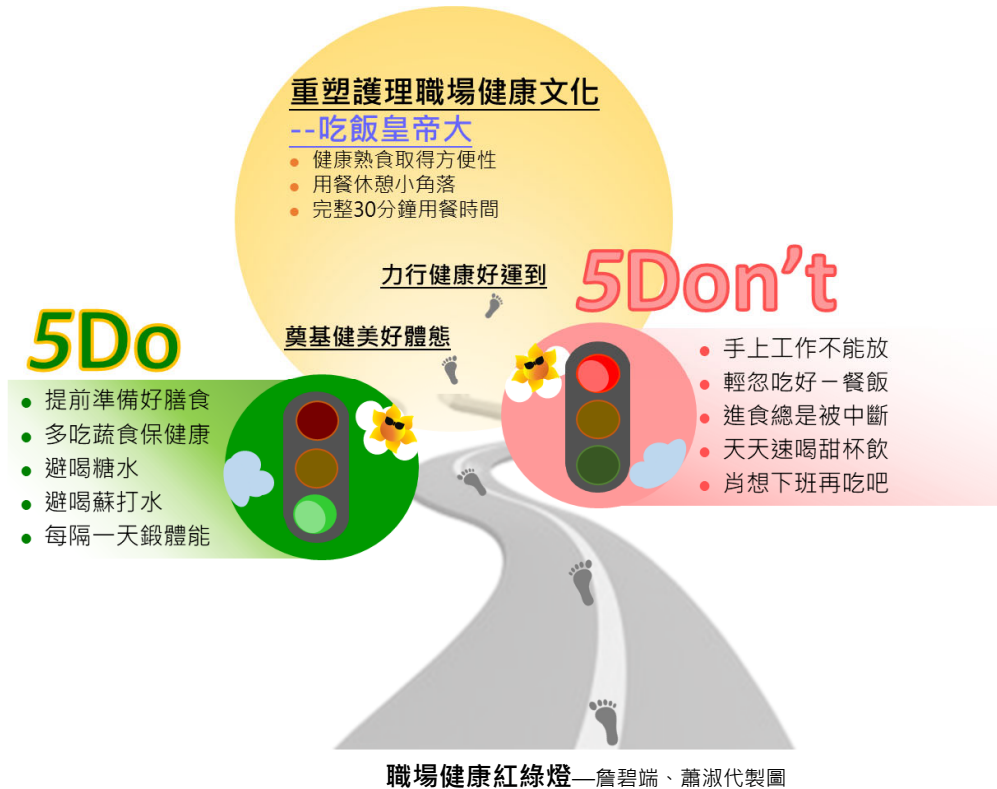 重塑護理職場健康文化
--吃飯皇帝大
健康熟食取得方便性
用餐休憩小角落
完整30分鐘用餐時間
力行健康好運到
奠基健美好體態
5Do
提前準備好膳食
多吃蔬食保健康
避喝糖水
避喝蘇打水
每隔一天鍛體能
5Don't
手上工作不能放
輕忽吃好一餐飯
進食總是被中斷
天天速喝甜杯飲
肖想下班再吃吧
職場健康紅綠燈—詹碧端、蕭淑代製圖